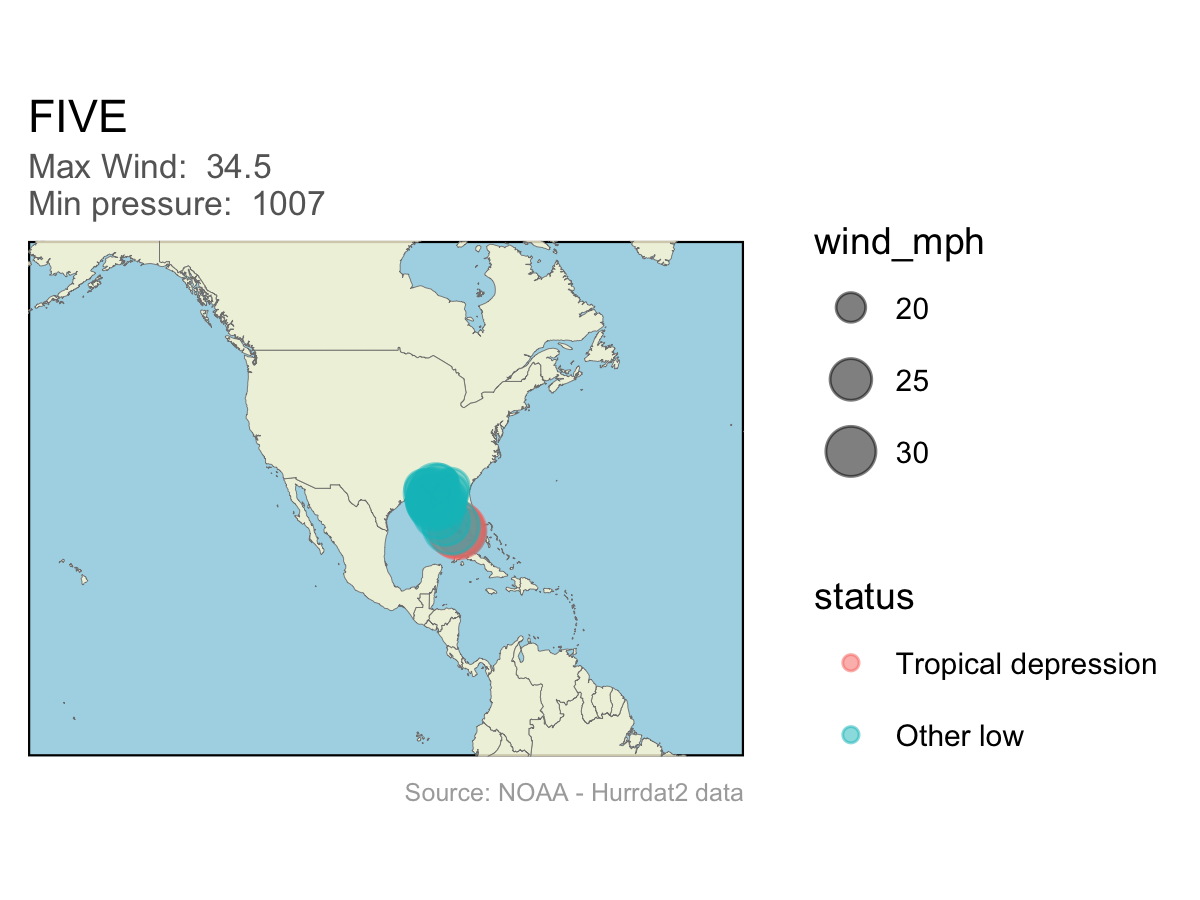 FIVE
Max Wind:  34.5
Min pressure:  1007
wind_mph
20
25
30
status
Tropical depression
Other low
Source: NOAA - Hurrdat2 data